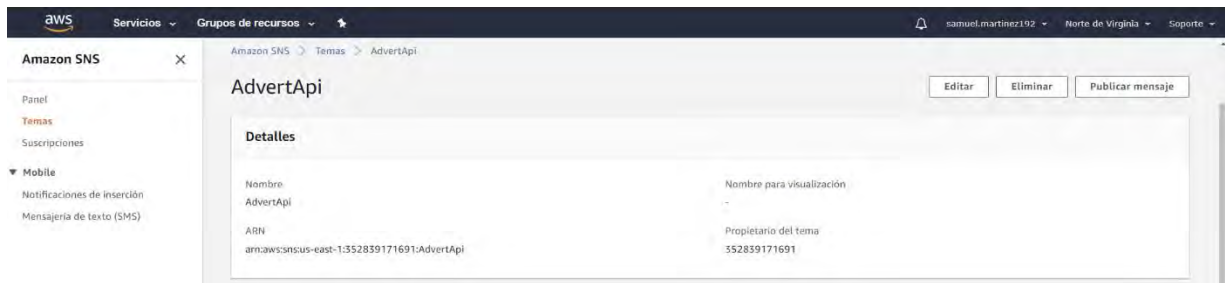 aws Servicios Grupos de recursos samuel.martinez192 Norte de Virginia Soporte
Amazon SNS
Panel
Temas
Suscripciones
Mobile
Notificaciones de inserción
Mensajería de texto (SMS)
Amazon SNS > Temas > AdvertApi
AdvertApi
Editar Eliminar Publicar mensaje
Detalles
Nombre
AdvertApi
Nombre para visualización
-
ARN
arn:aws:sns:us-east-1:352839171691:AdvertApi
Propietario del tema
352839171691